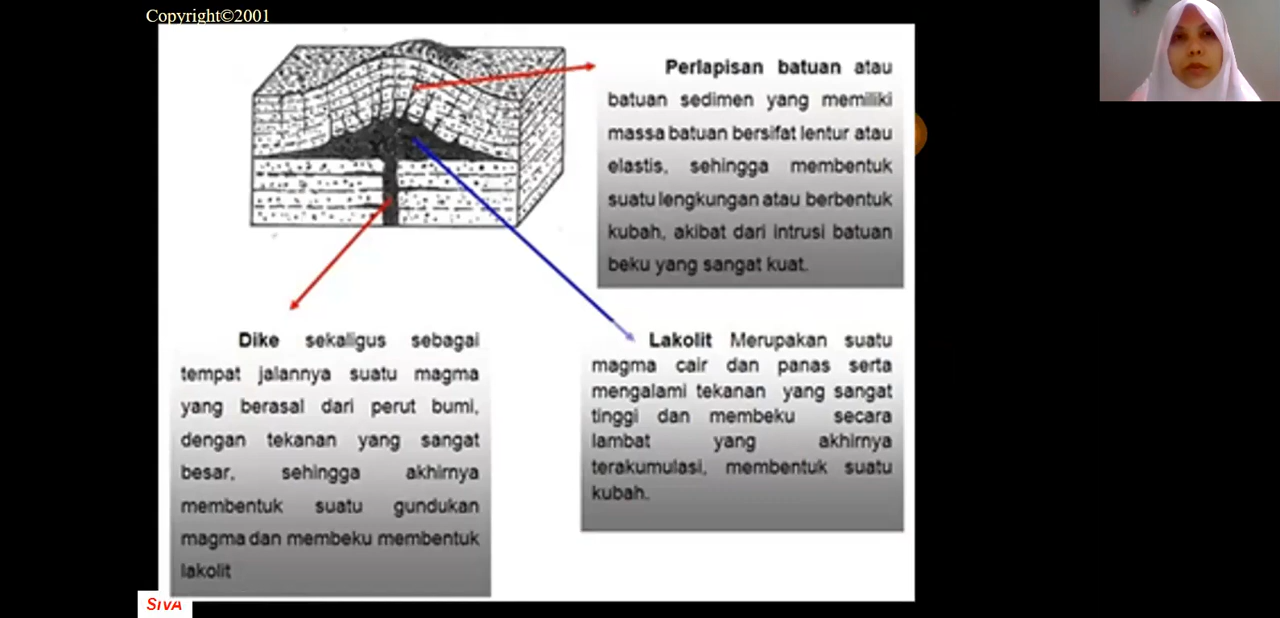 Copyright©2001
Perlapisan batuan atau
batuan sedimen yang memiliki
massa batuan bersifat lentur atau
elastis, sehingga membentuk
suatu lengkungan atau berbentuk
kubah, akibat dari intrusi batuan
beku yang sangat kuat.
Dike sekaligus sebagai
tempat jalannya suatu magma
yang berasal dari perut bumi,
dengan tekanan yang sangat
besar, sehingga akhirnya
membentuk suatu gundukan
magma dan membeku membentuk
lakolit
Lakolit Merupakan suatu
magma cair dan panas serta
mengalami tekanan yang sangat
tinggi dan membeku secara
lambat yang akhirnya
terakumulasi, membentuk suatu
kubah.
SIVA